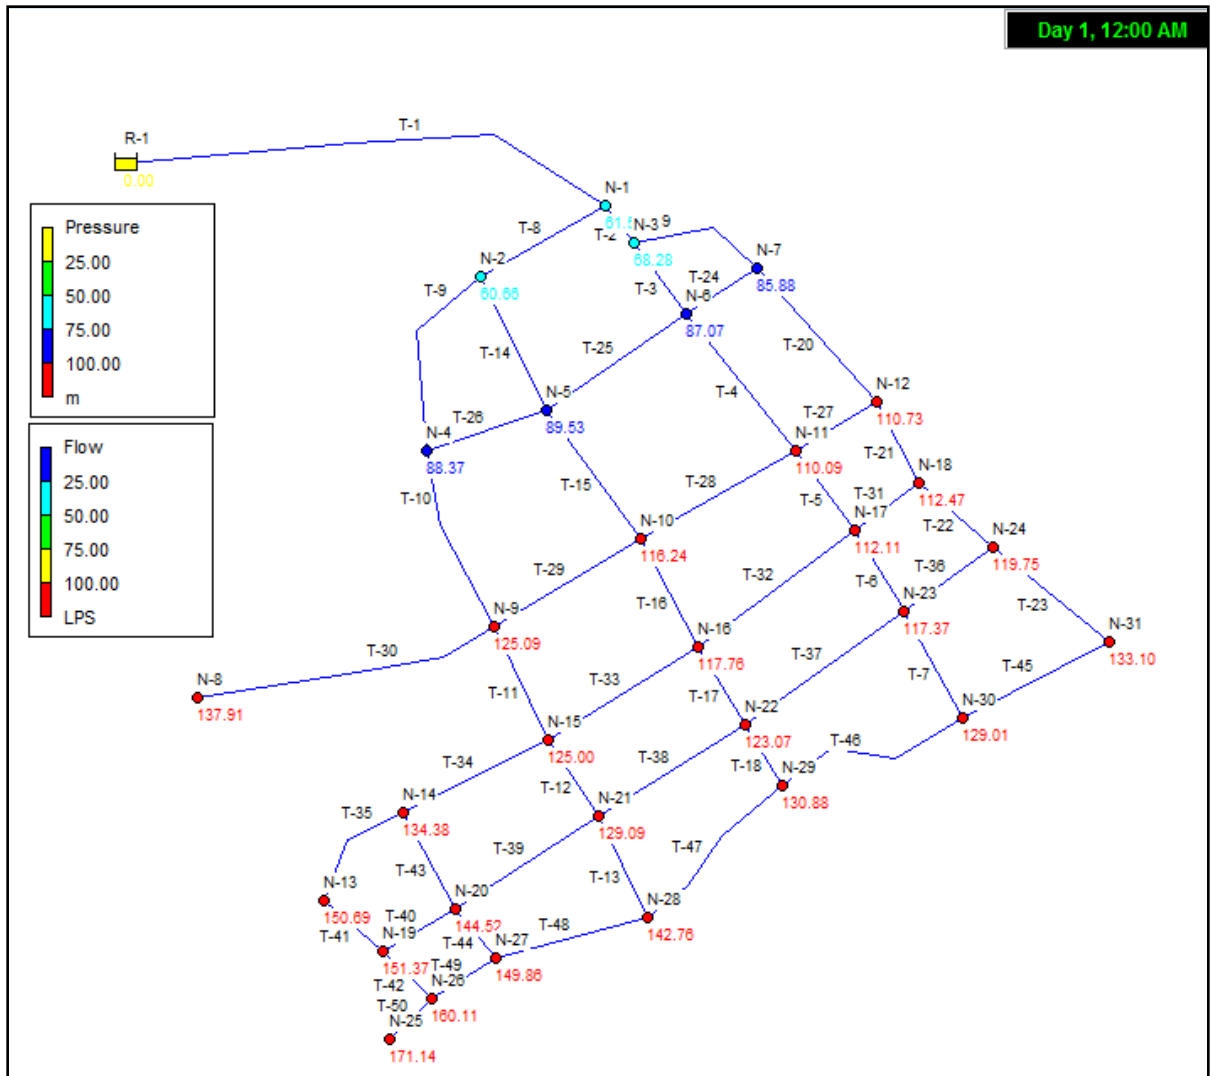 Day 1, 12:00 AM
T-1
R-1
0.00
N-1
T-8
T-2
N-3
9
68.28
N-2
60.66
T-9
N-7
85.88
T-24
T-3
N-6
87.07
Pressure
25.00
50.00
75.00
100.00
m
T-14
T-25
T-20
T-4
N-5
89.53
T-26
N-4
88.37
N-12
110.73
T-27
N-11
110.09
T-21
Flow
25.00
50.00
75.00
100.00
LPS
T-10
T-15
T-28
T-5
T-31
N-18
112.47
N-17
112.11
T-22
N-24
119.75
N-10
116.24
T-29
T-32
T-6
T-36
T-16
N-23
117.37
T-23
N-9
125.09
N-16
117.76
N-31
133.10
T-30
N-8
137.91
T-11
T-33
T-17
T-37
T-7
T-45
N-30
129.01
N-22
123.07
N-15
125.00
T-34
T-38
T-18
T-46
N-29
130.88
T-12
N-14
134.38
N-21
129.09
T-35
T-39
T-47
T-43
T-13
N-13
150.69
N-20
144.52
N-28
142.76
T-40
T-41
N-19
151.37
T-44
T-48
N-27
149.86
T-49
T-42
N-26
160.11
T-50
N-25
171.14